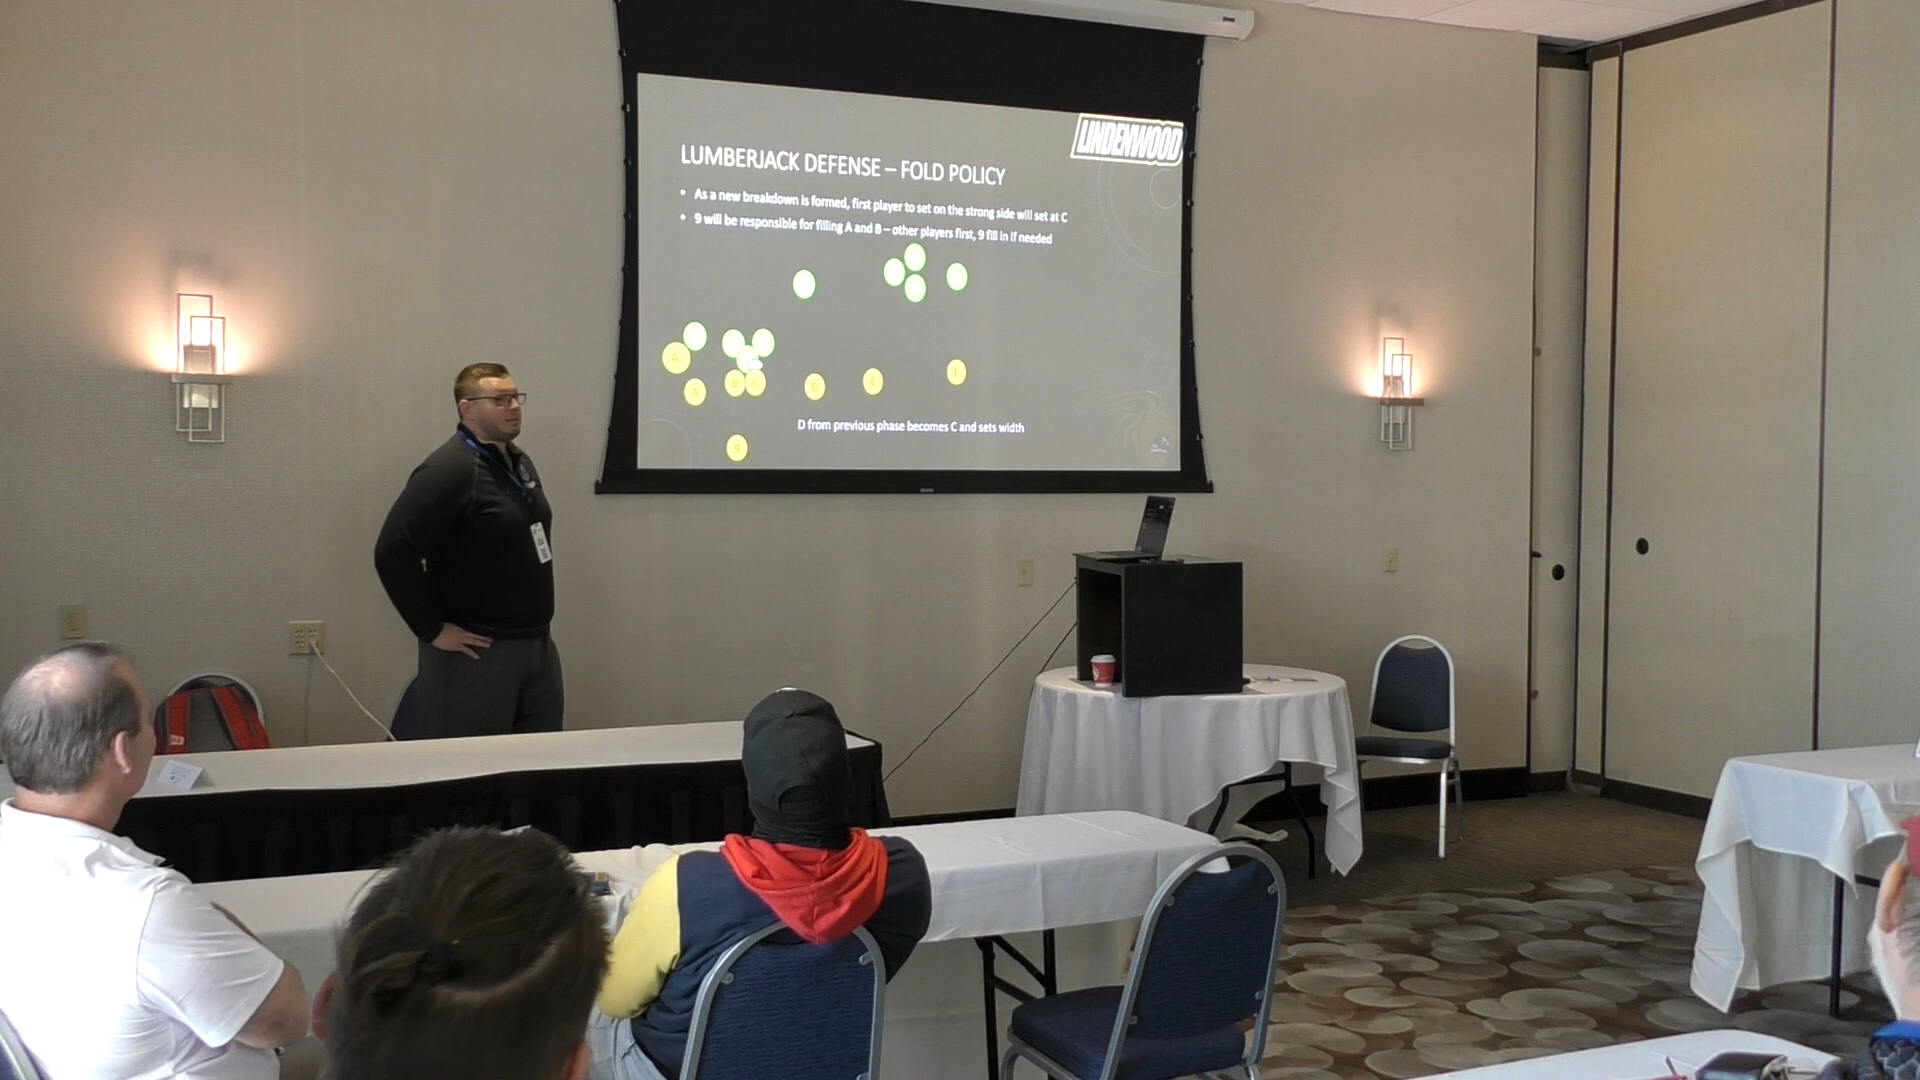 LINDENWOOD
LUMBERJACK DEFENSE – FOLD POLICY
• As a new breakdown is formed, first player to set on the strong side will set at C
• 9 will be responsible for filling A and B – other players first, 9 fill in if needed
A
A
B
C
D
E
F
D from previous phase becomes C and sets width
9